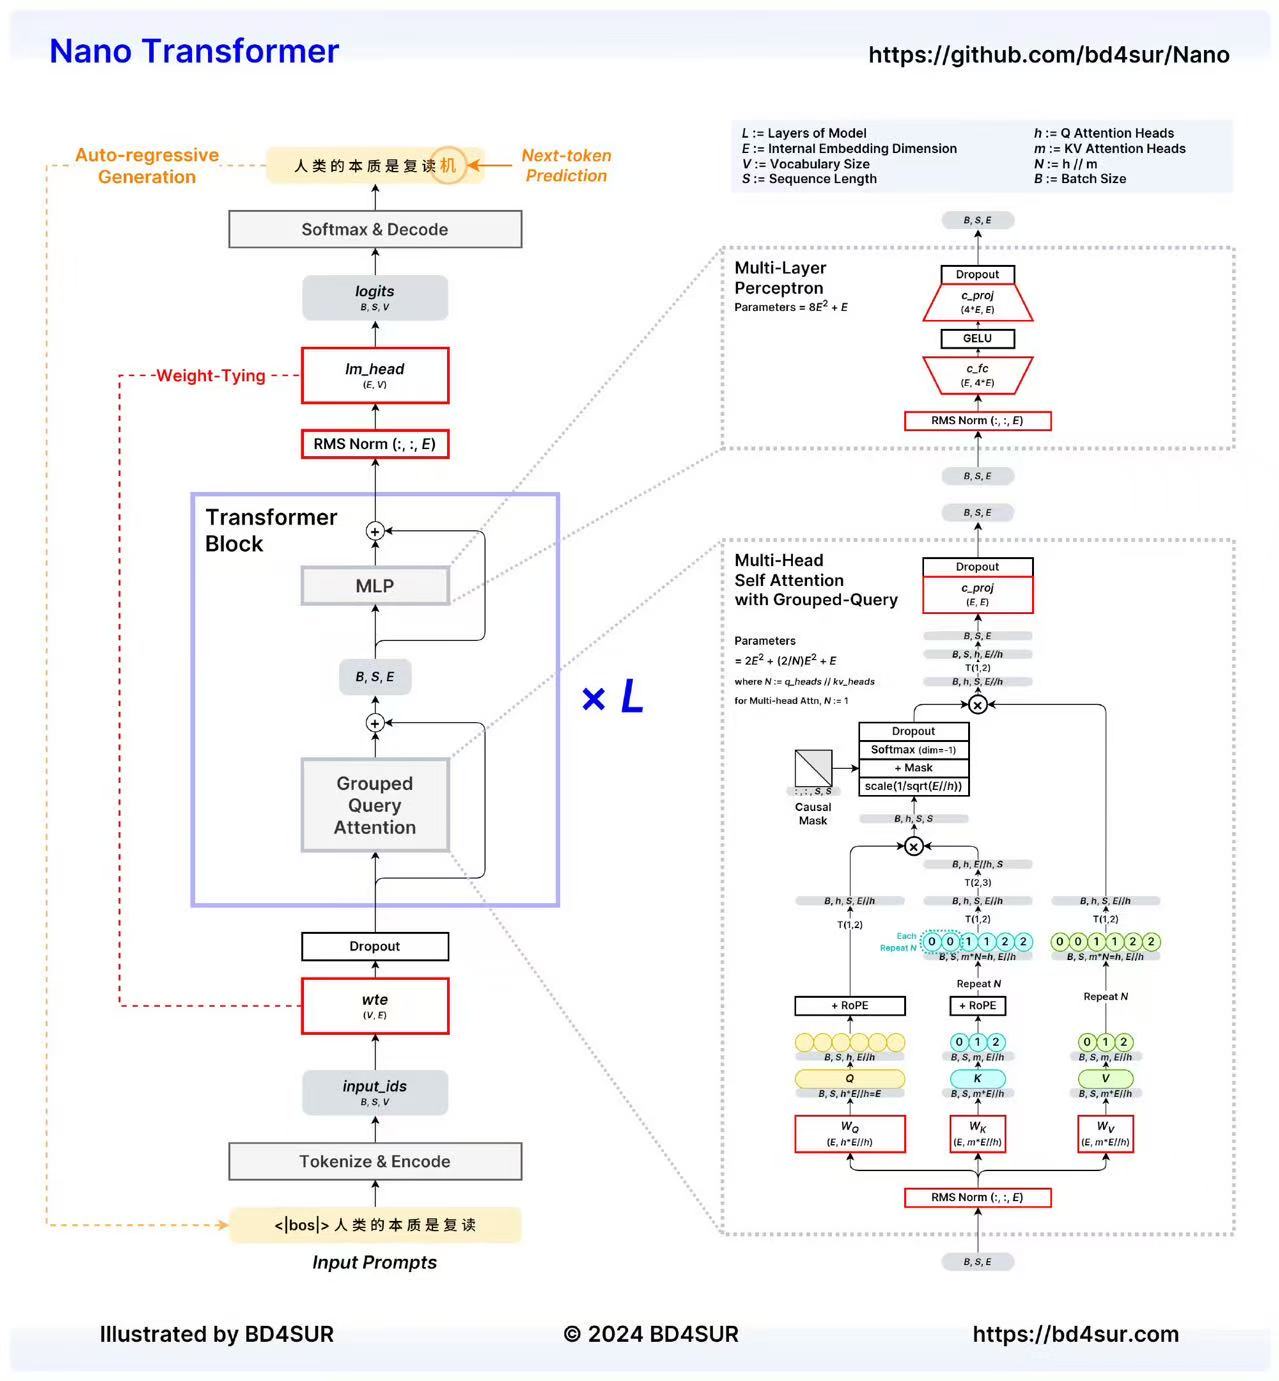 Nano Transformer
https://github.com/bd4sur/Nano
L := Layers of Model
E := Internal Embedding Dimension
V := Vocabulary Size
S := Sequence Length
h := Q Attention Heads
m := KV Attention Heads
N := h // m
B := Batch Size
Auto-regressive
Generation
人类的本质是复读机
Next-token
Prediction
Softmax & Decode
logits
B, S, V
Weight-Tying
lm_head
(E, V)
RMS Norm (:, :, E)
Transformer
Block
+
MLP
B, S, E
+
Grouped
Query
Attention
× L
Dropout
wte
(V, E)
input_ids
B, S, V
Tokenize & Encode
<|bos|> 人类的本质是复读
Input Prompts
B, S, E
Multi-Layer
Perceptron
Parameters = 8E² + E
Dropout
c_proj
(4*E, E)
GELU
c_fc
(E, 4*E)
RMS Norm (:, :, E)
B, S, E
B, S, E
Multi-Head
Self Attention
with Grouped-Query
Parameters
= 2E² + (2/N)E² + E
where N := q_heads // kv_heads
for Multi-head Attn, N := 1
Dropout
c_proj
(E, E)
B, S, E
B, S, h, E//h
T(1,2)
B, h, S, E//h
×
Dropout
Softmax (dim=-1)
+ Mask
scale(1/sqrt(E//h))
: , : , S, S
Causal
Mask
B, h, S, S
×
B, h, E//h, S
T(2,3)
B, h, S, E//h
B, h, S, E//h
B, h, S, E//h
T(1,2)
T(1,2)
T(1,2)
Each
Repeat N
0 0 1 1 2 2
0 0 1 1 2 2
B, S, m*N=h, E//h
B, S, m*N=h, E//h
Repeat N
Repeat N
+ RoPE
+ RoPE
0 1 2
0 1 2
B, S, h, E//h
B, S, m, E//h
B, S, m, E//h
Q
K
V
B, S, h*E//h=E
B, S, m*E//h
B, S, m*E//h
W_Q
(E, h*E//h)
W_K
(E, m*E//h)
W_V
(E, m*E//h)
RMS Norm (:, :, E)
B, S, E
Illustrated by BD4SUR
© 2024 BD4SUR
https://bd4sur.com